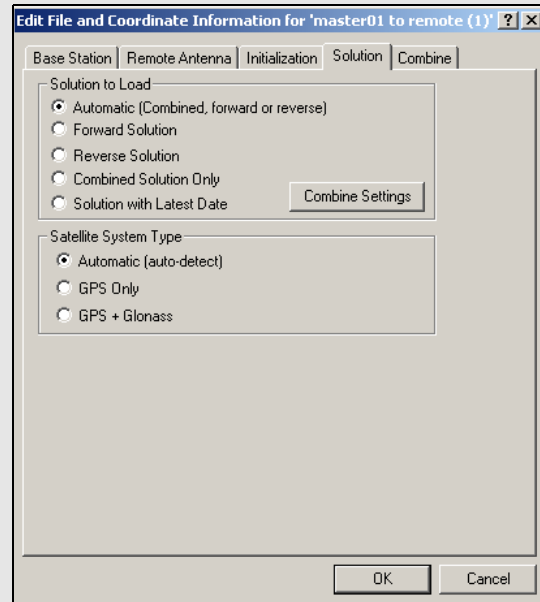 Edit File and Coordinate Information for 'master01 to remote (1)'
Base Station Remote Antenna Initialization Solution Combine
Solution to Load
Automatic (Combined, forward or reverse)
Forward Solution
Reverse Solution
Combined Solution Only
Solution with Latest Date
Combine Settings
Satellite System Type
Automatic (auto-detect)
GPS Only
GPS + Glonass
OK Cancel